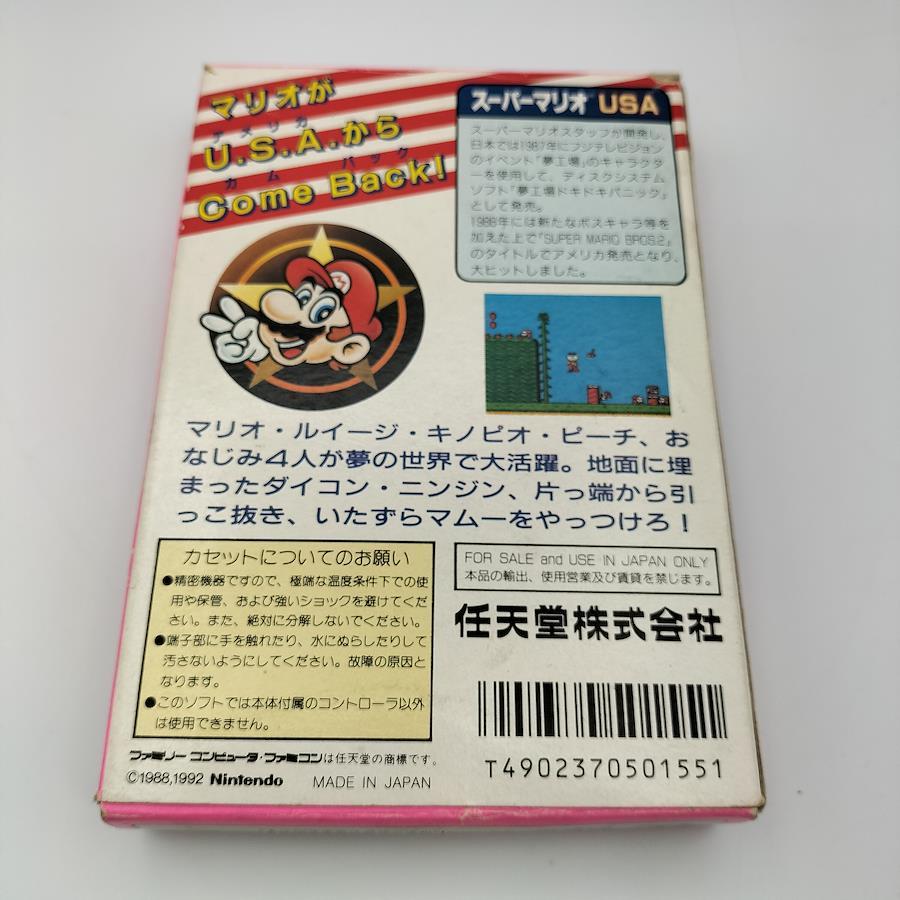 マリオが
アメリカ
U.S.A.から
カム バック
Come Back!
スーパーマリオ USA
スーパーマリオスタッフが開発し、
日本では1987年にフジテレビジョン
のイベント「夢工場」のキャラクタ
ーを使用して、ディスクシステム
ソフト「夢工場ドキドキパニック」
として発売。
1988年には新たなボスキャラ等を
加えた上で「SUPER MARIO BROS.2」
のタイトルでアメリカ発売となり、
大ヒットしました。
マリオ・ルイージ・キノピオ・ピーチ、お
なじみ4人が夢の世界で大活躍。地面に埋
まったダイコン・ニンジン、片っ端から引
っこ抜き、いたずらマムーをやっつけろ!
カセットについてのお願い
●精密機器ですので、極端な温度条件下での使
用や保管、および強いショックを避けてくだ
さい。また、絶対に分解しないでください。
●端子部に手を触れたり、水にぬらしたりして
汚さないようにしてください。故障の原因と
なります。
●このソフトでは本体付属のコントローラ以外
は使用できません。
FOR SALE and USE IN JAPAN ONLY
本品の輸出、使用営業及び賃貸を禁じます。
任天堂株式会社
T4902370501551
ファミリーコンピュータ・ファミコンは任天堂の商標です。
©1988,1992 Nintendo MADE IN JAPAN